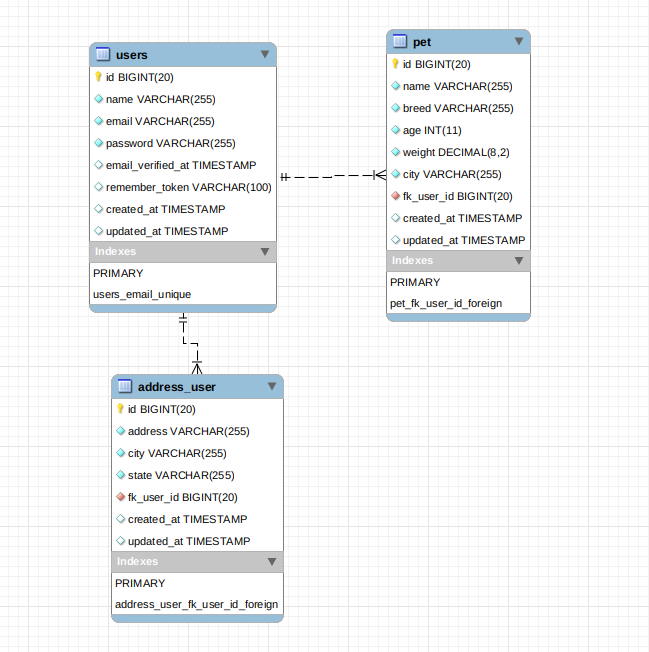 users
id BIGINT(20)
name VARCHAR(255)
email VARCHAR(255)
password VARCHAR(255)
email_verified_at TIMESTAMP
remember_token VARCHAR(100)
created_at TIMESTAMP
updated_at TIMESTAMP
Indexes
PRIMARY
users_email_unique
pet
id BIGINT(20)
name VARCHAR(255)
breed VARCHAR(255)
age INT(11)
weight DECIMAL(8,2)
city VARCHAR(255)
fk_user_id BIGINT(20)
created_at TIMESTAMP
updated_at TIMESTAMP
Indexes
PRIMARY
pet_fk_user_id_foreign
address_user
id BIGINT(20)
address VARCHAR(255)
city VARCHAR(255)
state VARCHAR(255)
fk_user_id BIGINT(20)
created_at TIMESTAMP
updated_at TIMESTAMP
Indexes
PRIMARY
address_user_fk_user_id_foreign